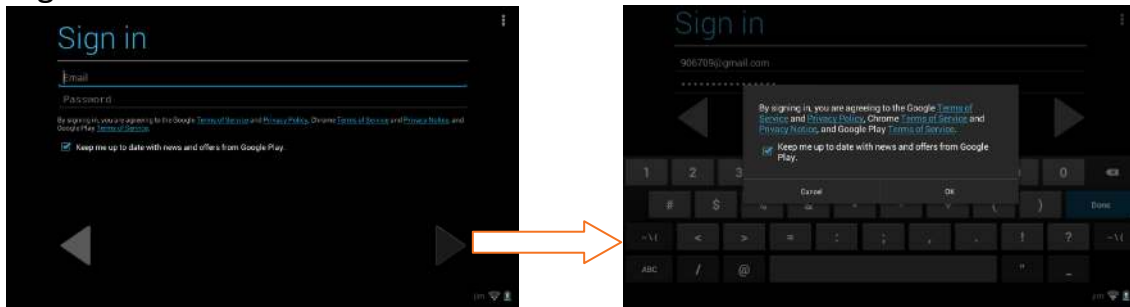 Sign in
Email
Password
By signing in, you are agreeing to the Google Terms of Service and Privacy Policy, Chrome Terms of Service and Privacy Notice, and
Google Play Terms of Service.
Keep me up to date with news and offers from Google Play.
Sign in
906709@gmail.com
By signing in, you are agreeing to the Google Terms of
Service and Privacy Policy, Chrome Terms of Service and
Privacy Notice, and Google Play Terms of Service.
Keep me up to date with news and offers from Google
Play.
Cancel OK
1 2 3 0
# $ & ( ) Done
~\{ < > = : ; , . ! ? ~\{
ABC / @ " _